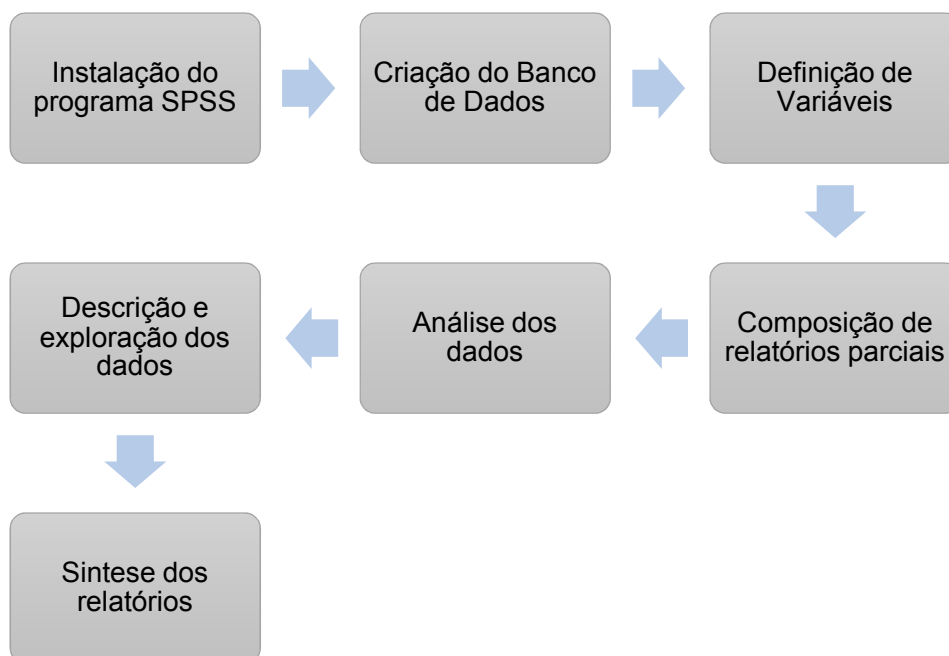 Instalação do
programa SPSS
Criação do Banco
de Dados
Definição de
Variáveis
Composição de
relatórios parciais
Análise dos
dados
Descrição e
exploração dos
dados
Sintese dos
relatórios